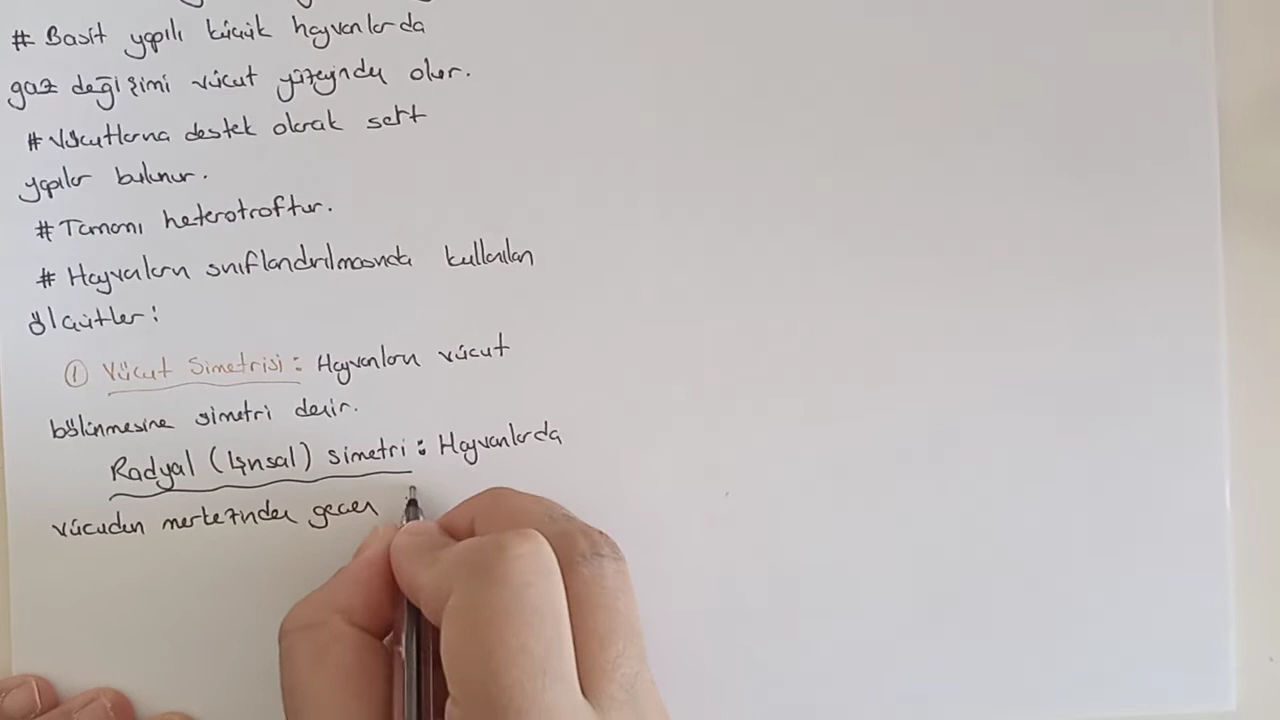 # Basit yapılı küçük hayvanlarda
gaz değişimi vücut yüzeyinden olur.
# Vücutlarına destek olarak sert
yapılar bulunur.
# Tamamı heterotroftur.
# Hayvanların sınıflandırılmasında kullanılan
ölçütler:
① Vücut Simetrisi: Hayvanların vücut
bölünmesine simetri denir.
Radyal (Işınsal) simetri: Hayvanlarda
vücudun merkezinden geçen